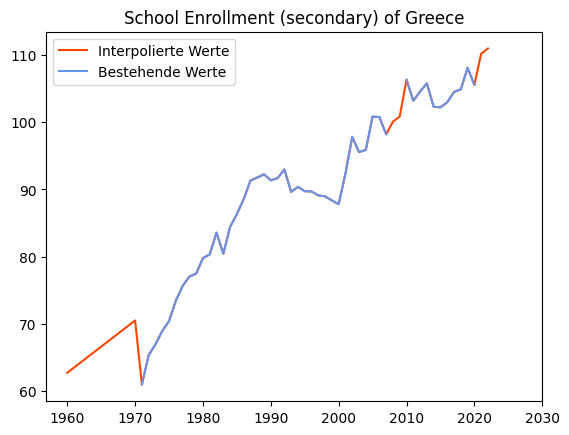 School Enrollment (secondary) of Greece
Interpolierte Werte
Bestehende Werte
110
100
90
80
70
60
1960 1970 1980 1990 2000 2010 2020 2030